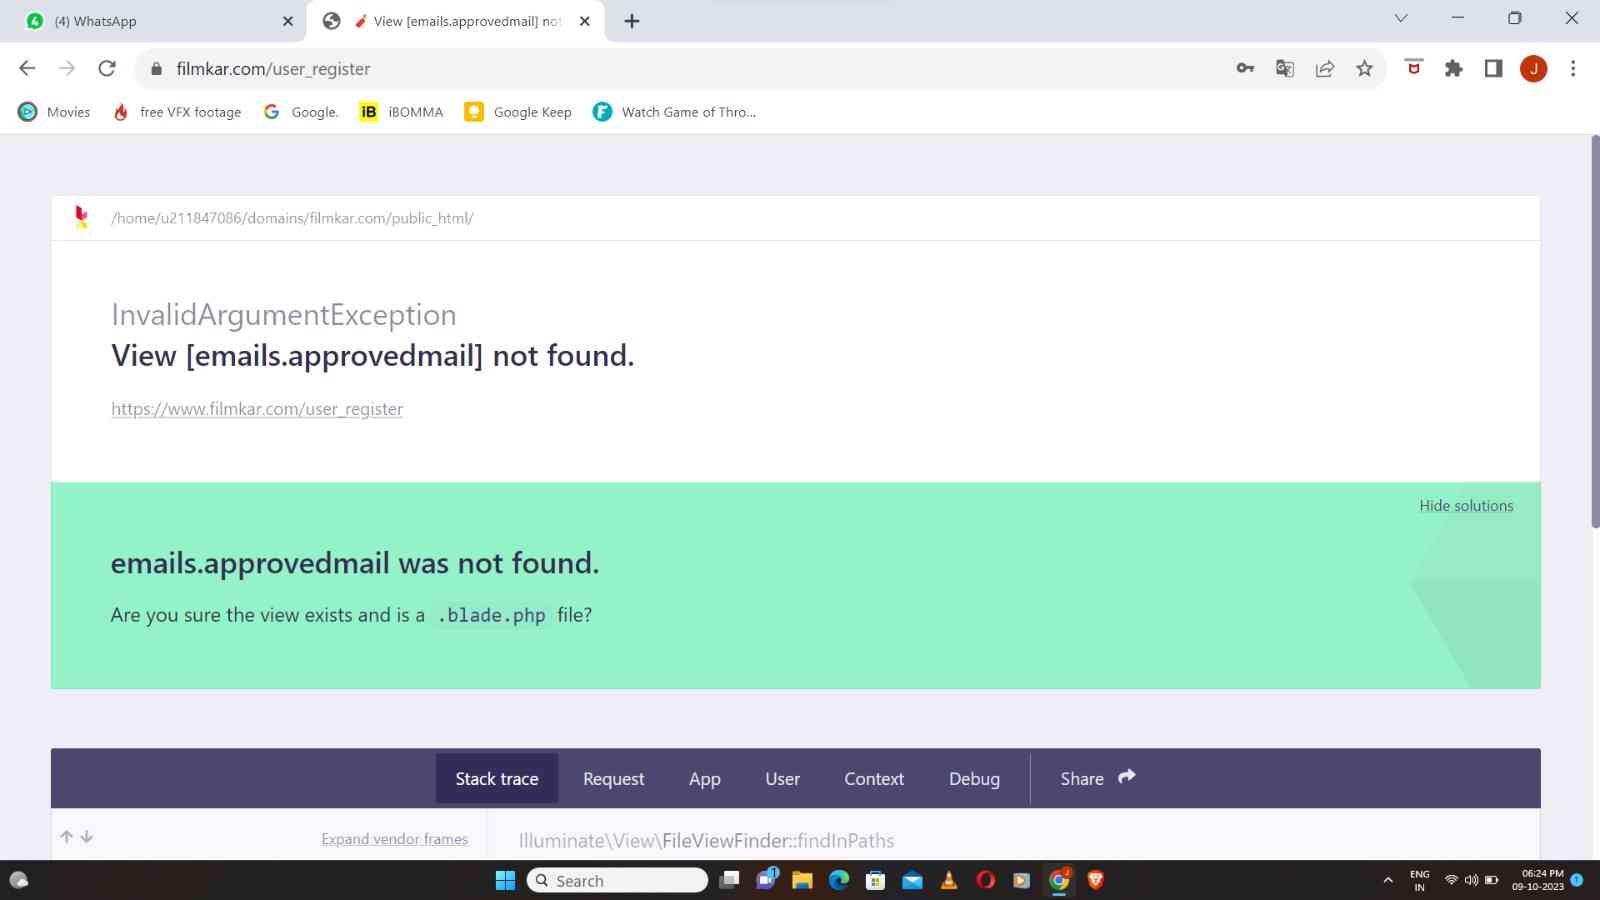 4 (4) WhatsApp
View [emails.approvedmail] not
filmkar.com/user_register
J
Movies free VFX footage Google. iB iBOMMA Google Keep F Watch Game of Thro...
/home/u211847086/domains/filmkar.com/public_html/
InvalidArgumentException
View [emails.approvedmail] not found.
https://www.filmkar.com/user_register
Hide solutions
emails.approvedmail was not found.
Are you sure the view exists and is a .blade.php file?
Stack trace Request App User Context Debug Share
Expand vendor frames
Illuminate\View\FileViewFinder::findInPaths
Search
1
J
ENG
IN
06:24 PM
09-10-2023
1